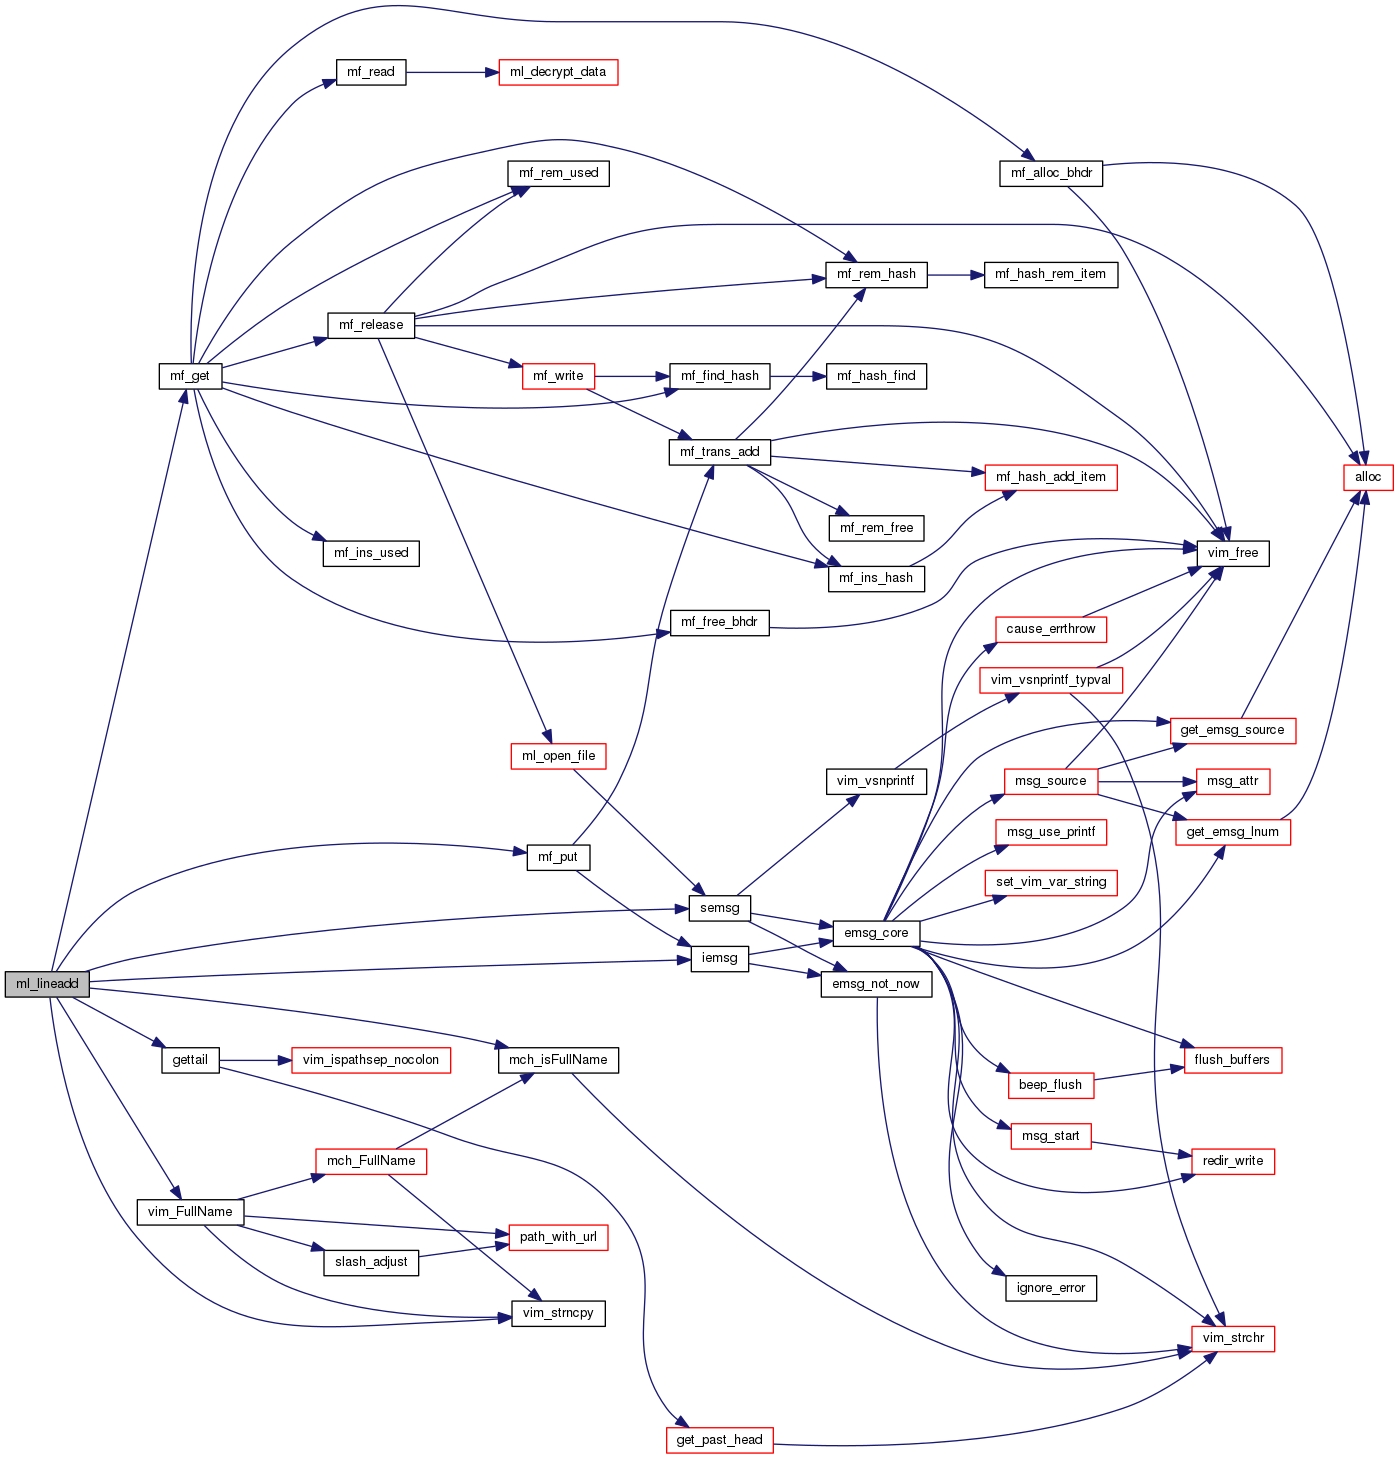 mf_read
ml_decrypt_data
mf_rem_used
mf_alloc_bhdr
mf_rem_hash
mf_hash_rem_item
mf_release
mf_get
mf_write
mf_find_hash
mf_hash_find
mf_trans_add
mf_hash_add_item
alloc
mf_rem_free
mf_ins_used
vim_free
mf_ins_hash
mf_free_bhdr
cause_errthrow
vim_vsnprintf_typval
get_emsg_source
ml_open_file
vim_vsnprintf
msg_source
msg_attr
msg_use_printf
get_emsg_lnum
mf_put
set_vim_var_string
semsg
emsg_core
iemsg
ml_lineadd
emsg_not_now
gettail
vim_ispathsep_nocolon
mch_isFullName
flush_buffers
beep_flush
msg_start
mch_FullName
redir_write
vim_FullName
path_with_url
slash_adjust
ignore_error
vim_strncpy
vim_strchr
get_past_head